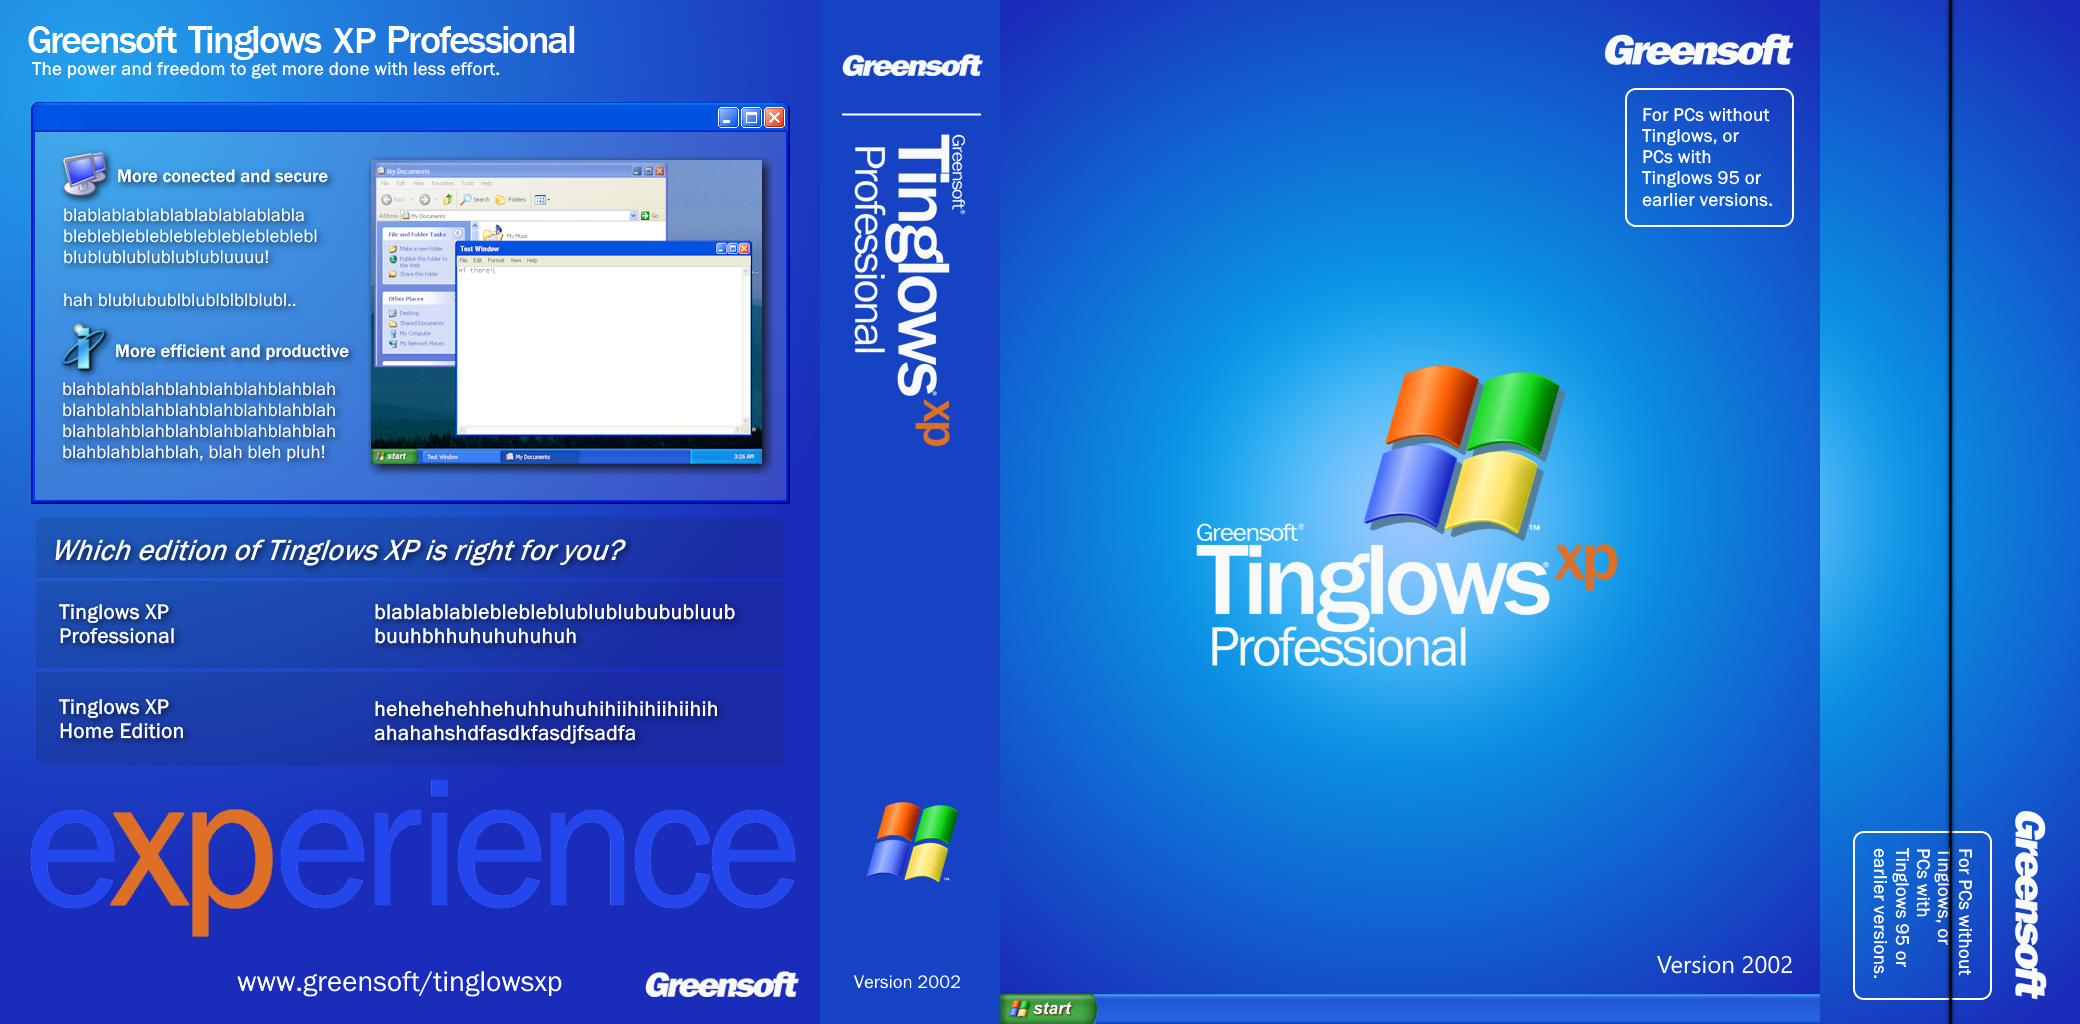 Greensoft Tinglows XP Professional
The power and freedom to get more done with less effort.
More conected and secure
blablablablablablablablablabla
bleblebleblebleblebleblebleblebl
blublublublublublubluuuu!
hah blublubublblublblblblubl..
More efficient and productive
blahblahblahblahblahblahblahblah
blahblahblahblahblahblahblahblah
blahblahblahblahblahblahblahblah
blahblahblahblah, blah bleh pluh!
My Documents
File Edit View Favorites Tools Help
Back Search Folders
Address My Documents Go
File and Folder Tasks
Make a new folder
Publish this folder to
the Web
Share this folder
Other Places
Desktop
Shared Documents
My Computer
My Network Places
My Music
Test Window
File Edit Format View Help
Hi there!
start Test Window My Documents 3:26 AM
Which edition of Tinglows XP is right for you?
Tinglows XP
Professional
blablablableblebleblublublububublu​ub
buuhbhhuhuhuhuhuh
Tinglows XP
Home Edition
hehehehehhehuhhuhuhihiihihiihiihih
ahahahshdfasdkfasdjfsadfa
experience
www.greensoft/tinglowsxp
Greensoft
Greensoft
Greensoft®
Tinglows® xp
Professional
™
Version 2002
Greensoft
For PCs without
Tinglows, or
PCs with
Tinglows 95 or
earlier versions.
™
Greensoft®
Tinglows® xp
Professional
Version 2002
start
For PCs without
Tinglows, or
PCs with
Tinglows 95 or
earlier versions.
Greensoft